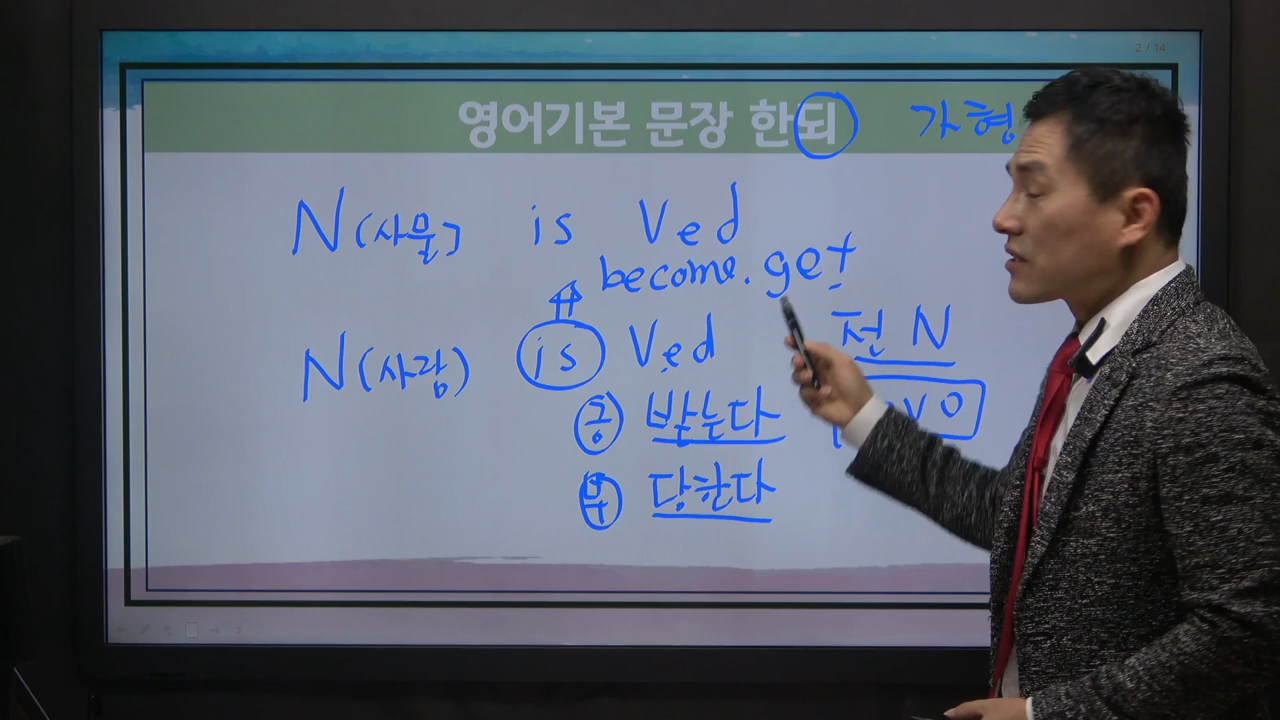 2 / 14
영어기본 문장 한되 가형
N(사물) is Ved
become. get
N(사람) is Ved 전 N
긍 받는다 v o
부 당한다